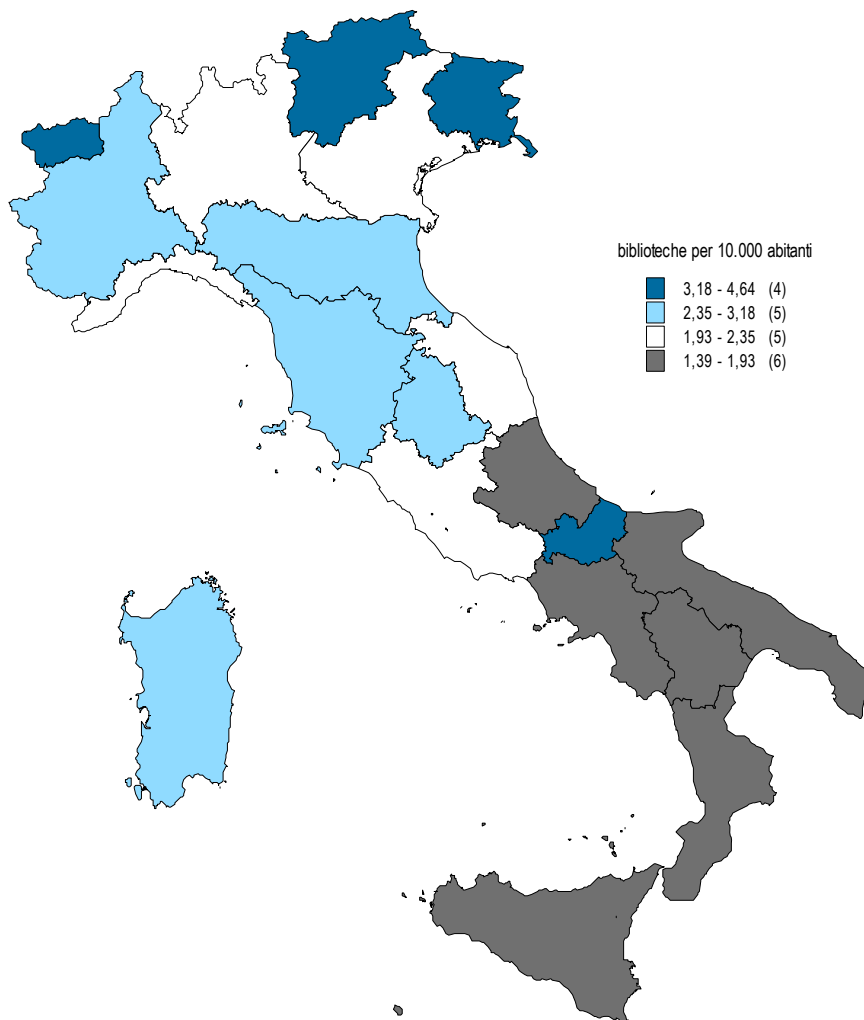 biblioteche per 10.000 abitanti
3,18 - 4,64 (4)
2,35 - 3,18 (5)
1,93 - 2,35 (5)
1,39 - 1,93 (6)